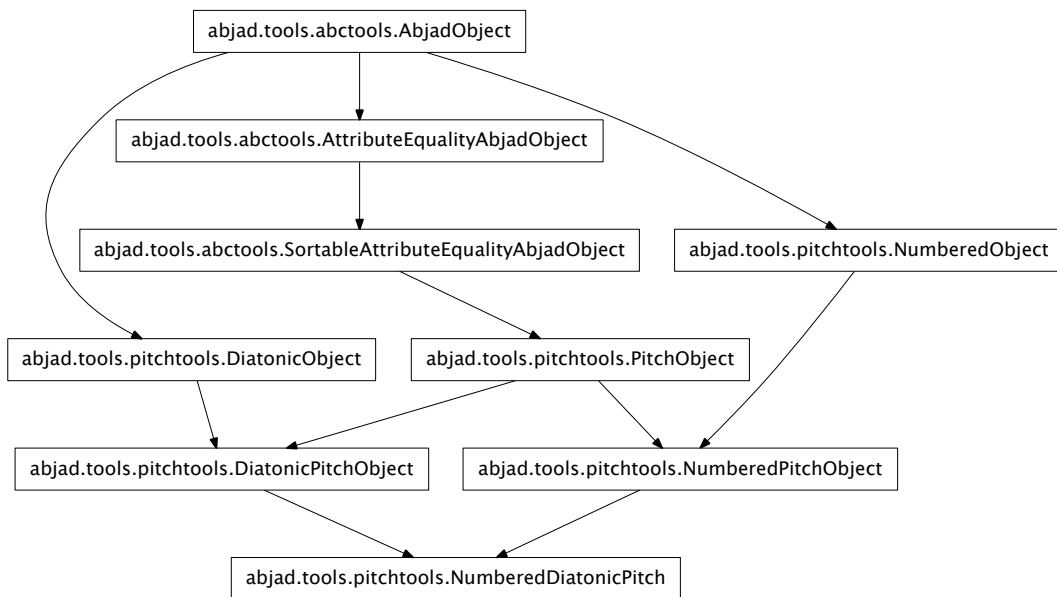 abjad.tools.abctools.AbjadObject
abjad.tools.abctools.AttributeEqualityAbjadObject
abjad.tools.abctools.SortableAttributeEqualityAbjadObject
abjad.tools.pitchtools.NumberedObject
abjad.tools.pitchtools.DiatonicObject
abjad.tools.pitchtools.PitchObject
abjad.tools.pitchtools.DiatonicPitchObject
abjad.tools.pitchtools.NumberedPitchObject
abjad.tools.pitchtools.NumberedDiatonicPitch